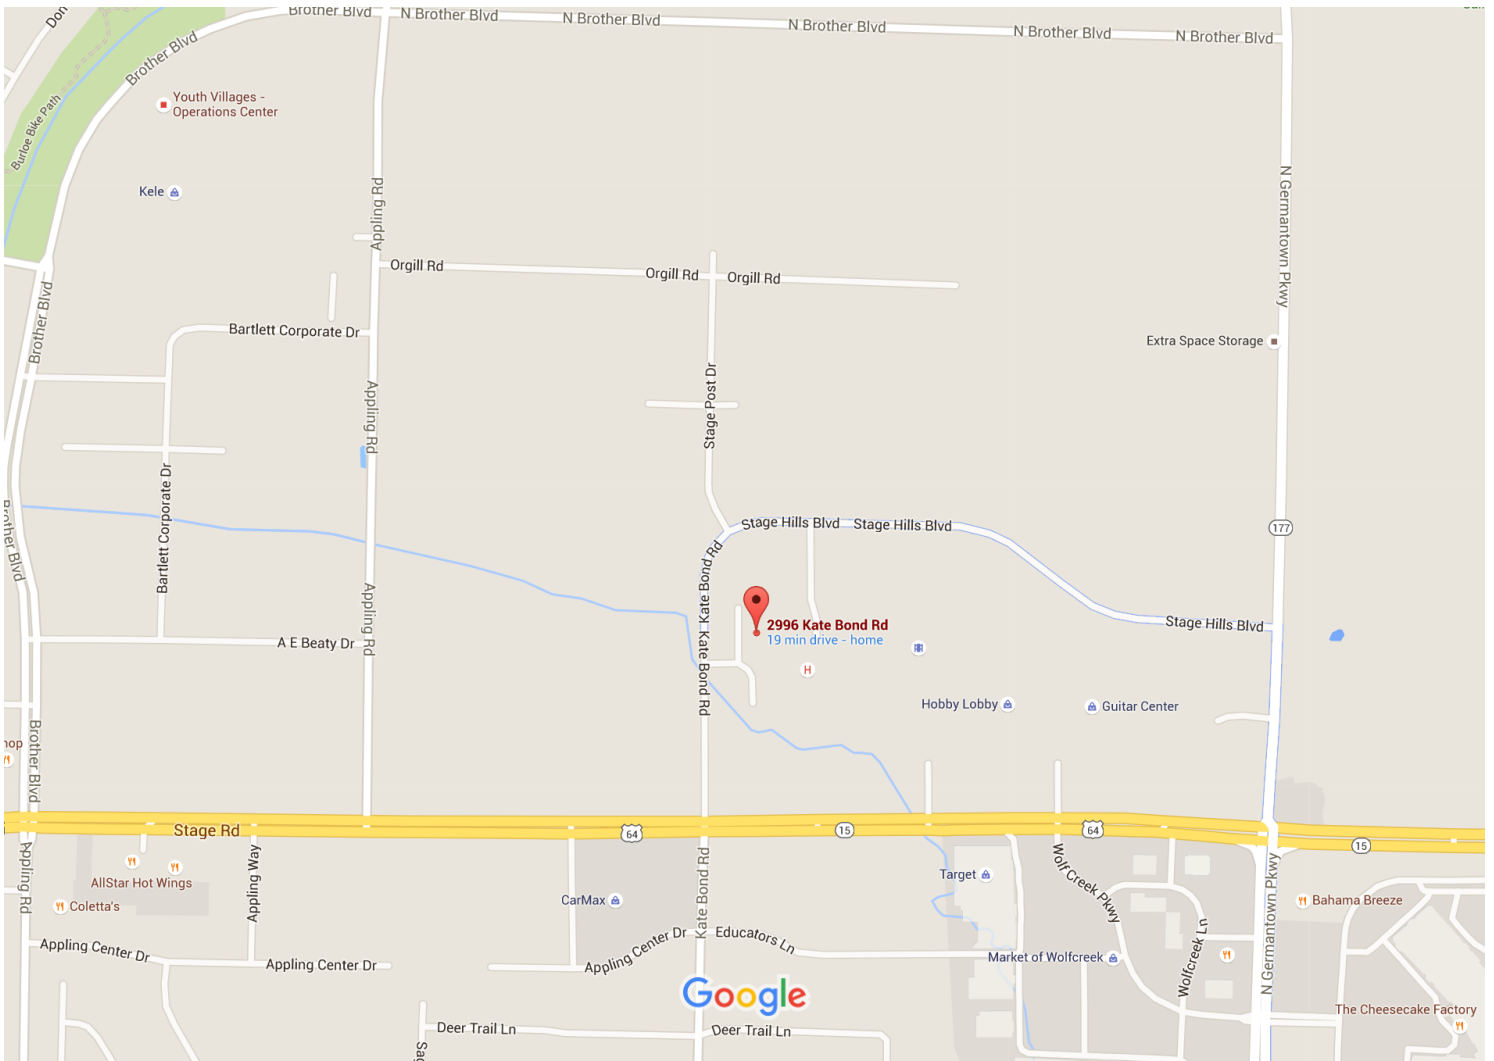 Don
Brother Blvd
N Brother Blvd
N Brother Blvd
N Brother Blvd
N Brother Blvd
N Brother Blvd
Brother Blvd
Youth Villages -
Operations Center
Burloe Bike Path
Kele
Appling Rd
N Germantown Pkwy
Orgill Rd
Orgill Rd
Orgill Rd
Brother Blvd
Bartlett Corporate Dr
Extra Space Storage
Stage Post Dr
Appling Rd
Bartlett Corporate Dr
Brother Blvd
Stage Hills Blvd
Stage Hills Blvd
177
Kate Bond Rd
Appling Rd
2996 Kate Bond Rd
19 min drive - home
Stage Hills Blvd
A E Beaty Dr
Kate Bond Rd
H
Hobby Lobby
Guitar Center
hop
Brother Blvd
Stage Rd
64
15
64
15
Appling Rd
Appling Way
AllStar Hot Wings
Coletta's
CarMax
Kate Bond Rd
Target
Wolf Creek Pkwy
N Germantown Pkwy
Bahama Breeze
Appling Center Dr
Appling Center Dr
Appling Center Dr
Educators Ln
Market of Wolfcreek
Wolfcreek Ln
Google
The Cheesecake Factory
Deer Trail Ln
Deer Trail Ln
Sag